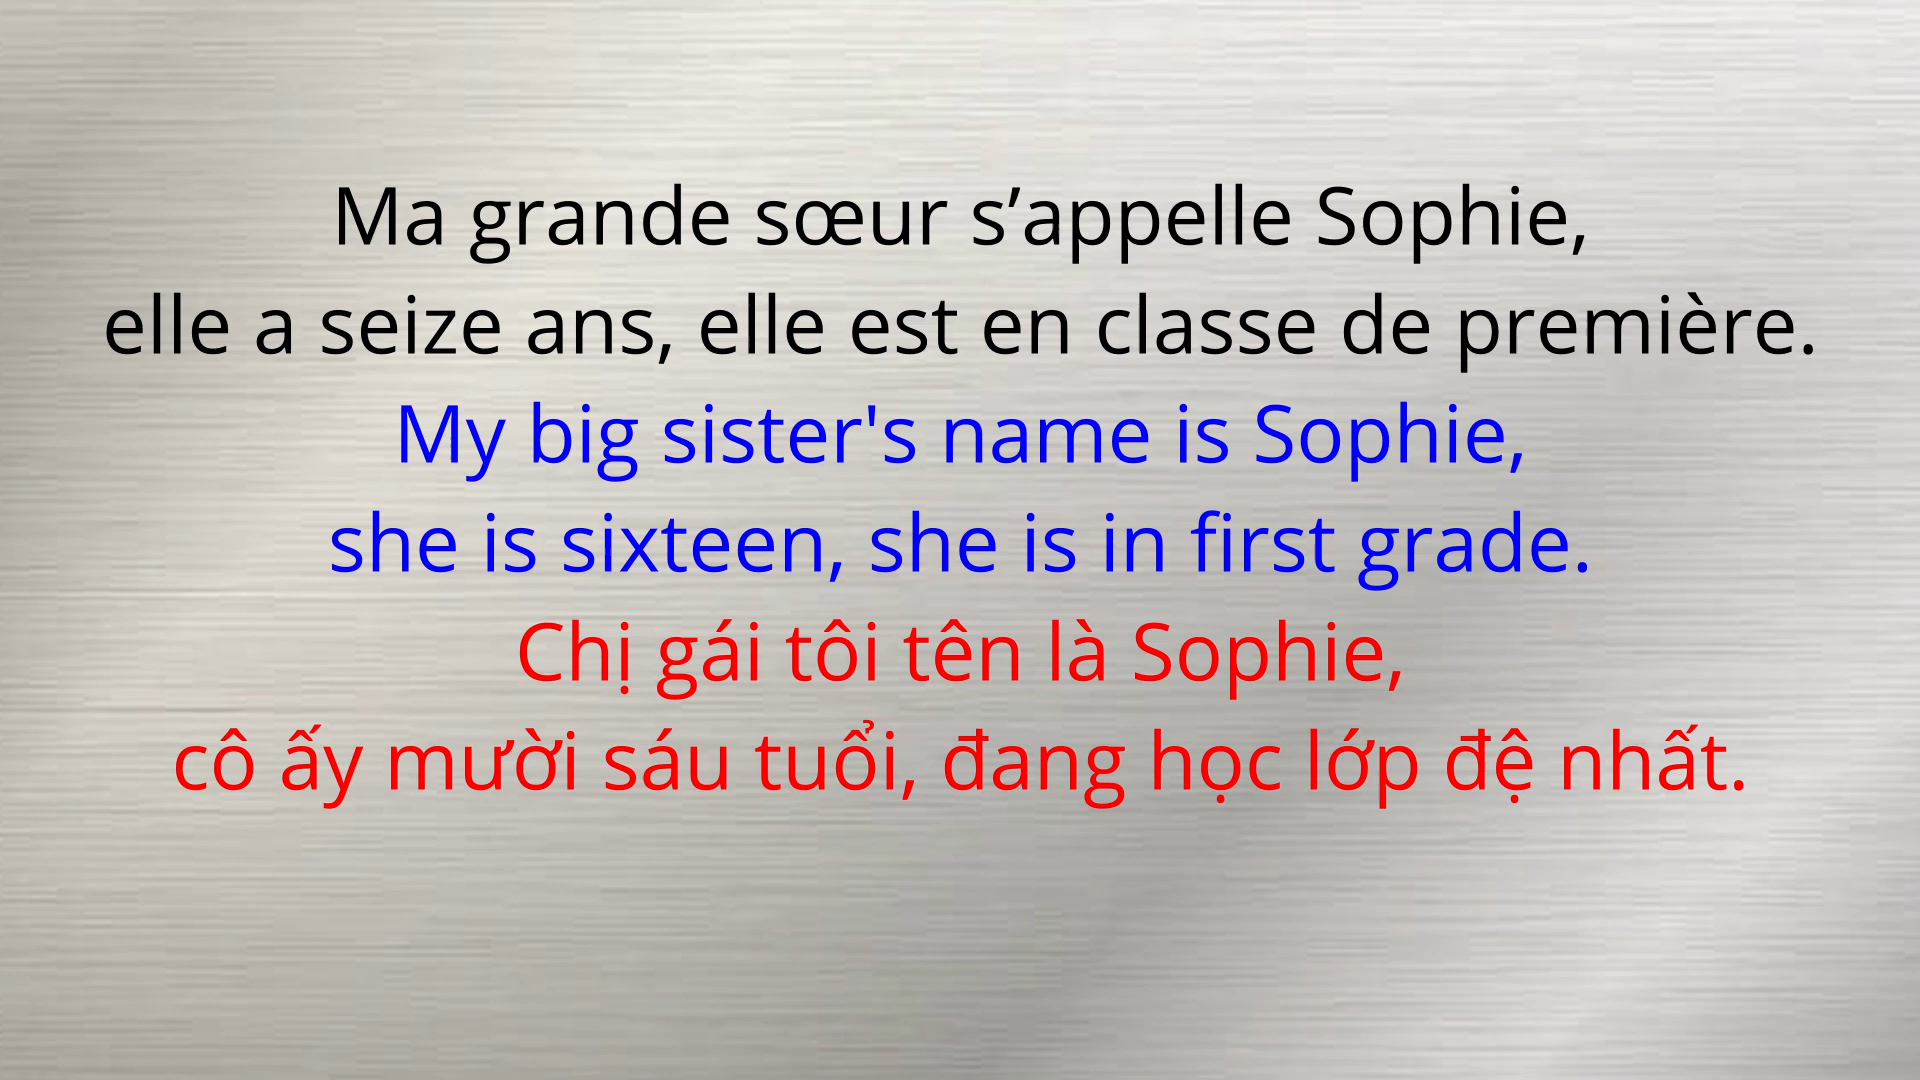 Ma grande sœur s’appelle Sophie,
elle a seize ans, elle est en classe de première.
My big sister's name is Sophie,
she is sixteen, she is in first grade.
Chị gái tôi tên là Sophie,
cô ấy mười sáu tuổi, đang học lớp đệ nhất.